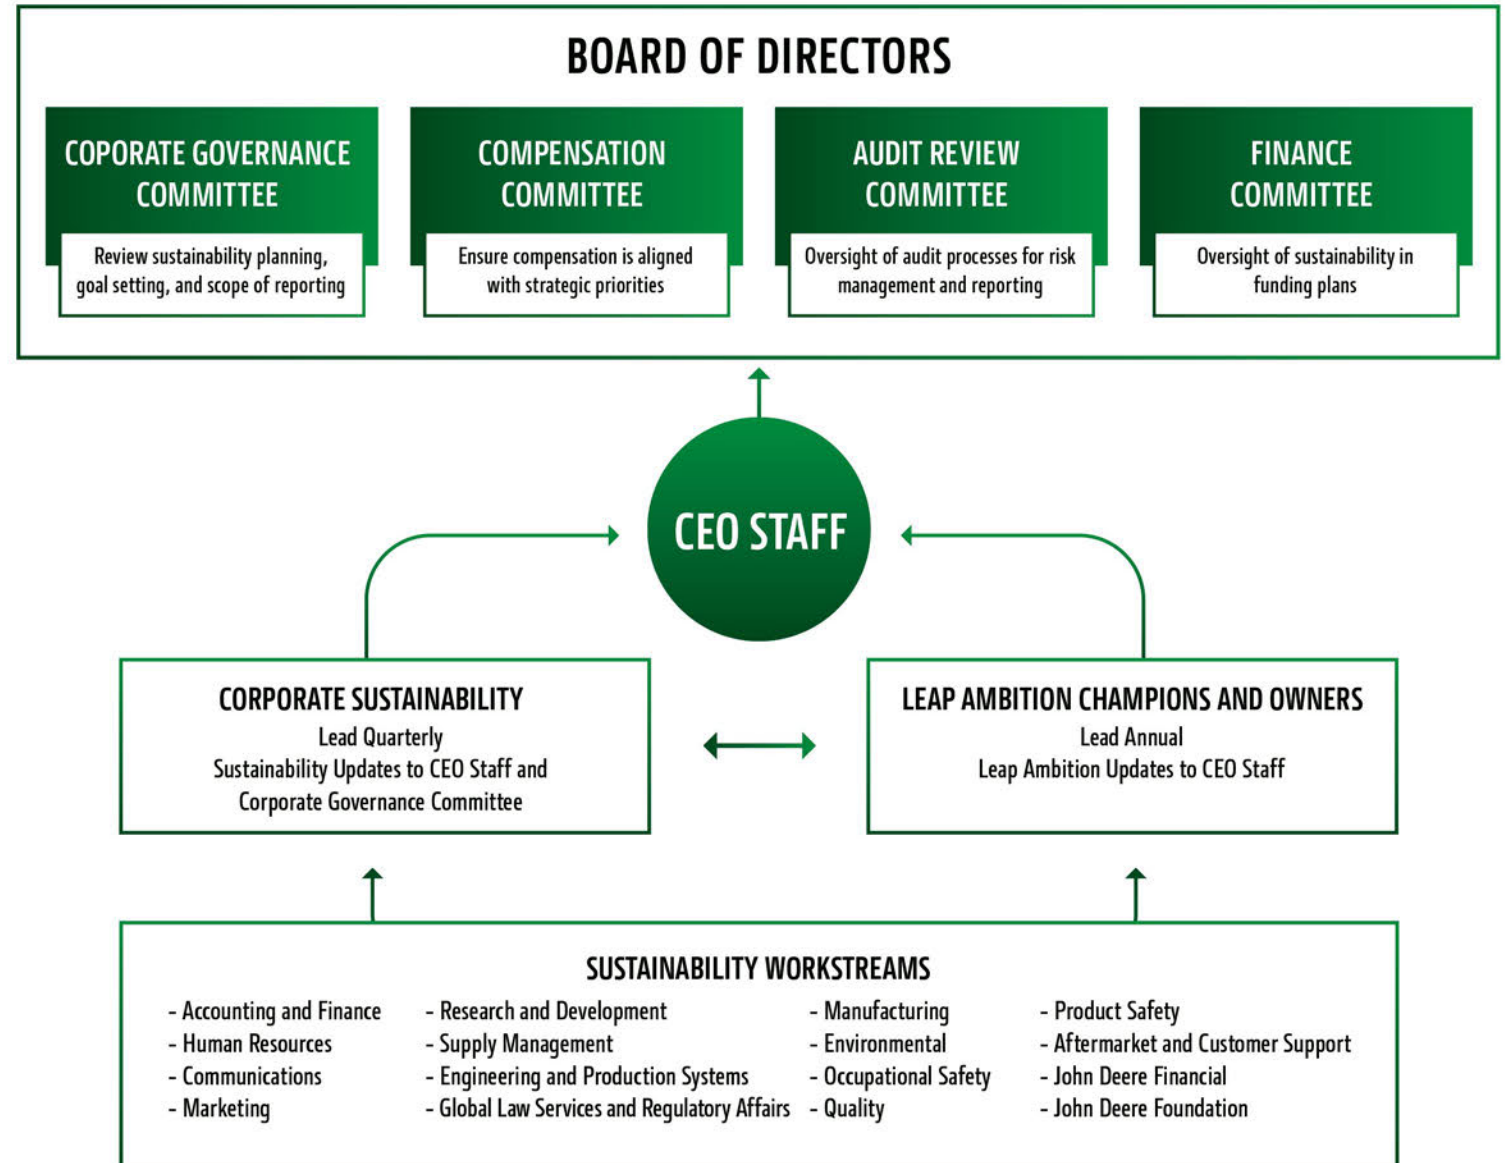 BOARD OF DIRECTORS
COPORATE GOVERNANCE
COMMITTEE
Review sustainability planning,
goal setting, and scope of reporting
COMPENSATION
COMMITTEE
Ensure compensation is aligned
with strategic priorities
AUDIT REVIEW
COMMITTEE
Oversight of audit processes for risk
management and reporting
FINANCE
COMMITTEE
Oversight of sustainability in
funding plans
CEO STAFF
CORPORATE SUSTAINABILITY
Lead Quarterly
Sustainability Updates to CEO Staff and
Corporate Governance Committee
LEAP AMBITION CHAMPIONS AND OWNERS
Lead Annual
Leap Ambition Updates to CEO Staff
SUSTAINABILITY WORKSTREAMS
- Accounting and Finance
- Human Resources
- Communications
- Marketing
- Research and Development
- Supply Management
- Engineering and Production Systems
- Global Law Services and Regulatory Affairs
- Manufacturing
- Environmental
- Occupational Safety
- Quality
- Product Safety
- Aftermarket and Customer Support
- John Deere Financial
- John Deere Foundation